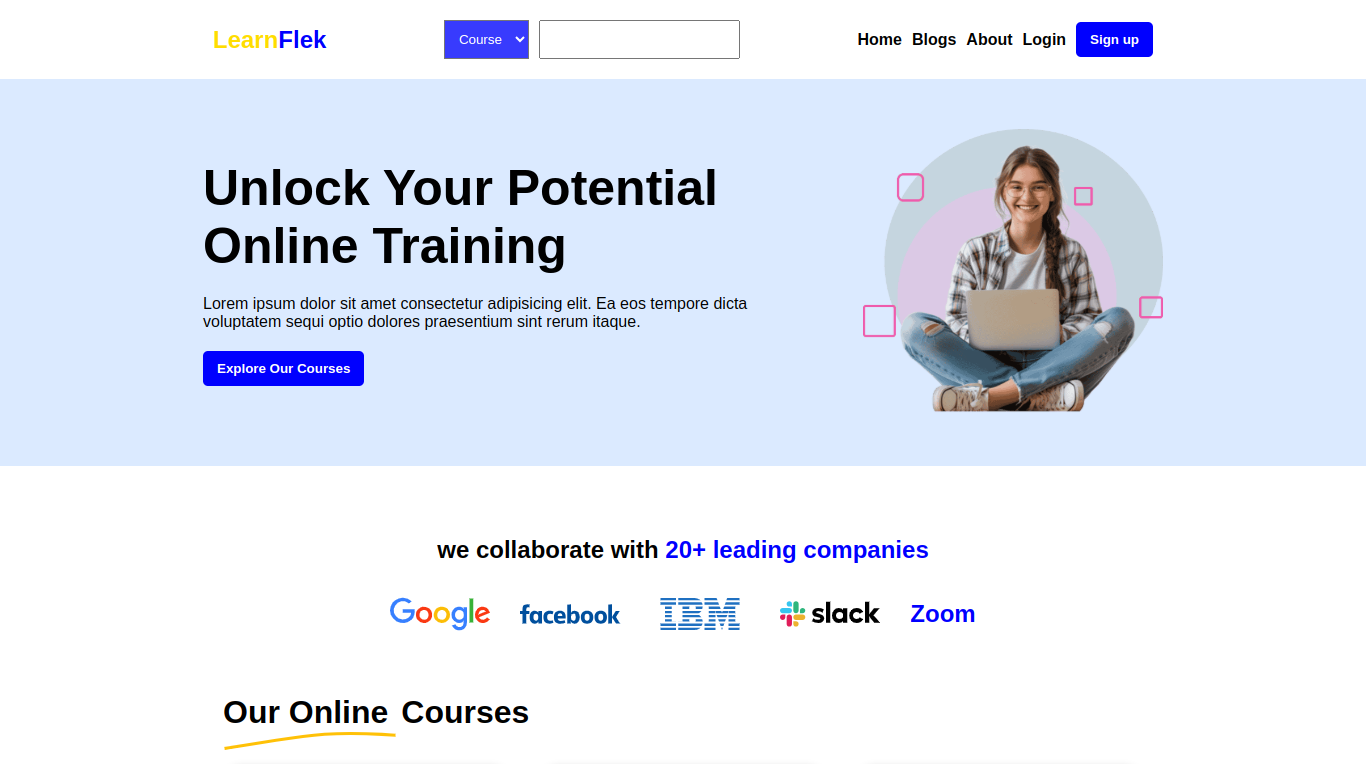 LearnFlek
Course
Home Blogs About Login Sign up
Unlock Your Potential
Online Training
Lorem ipsum dolor sit amet consectetur adipisicing elit. Ea eos tempore dicta
voluptatem sequi optio dolores praesentium sint rerum itaque.
Explore Our Courses
we collaborate with 20+ leading companies
Google facebook IBM slack Zoom
Our Online Courses